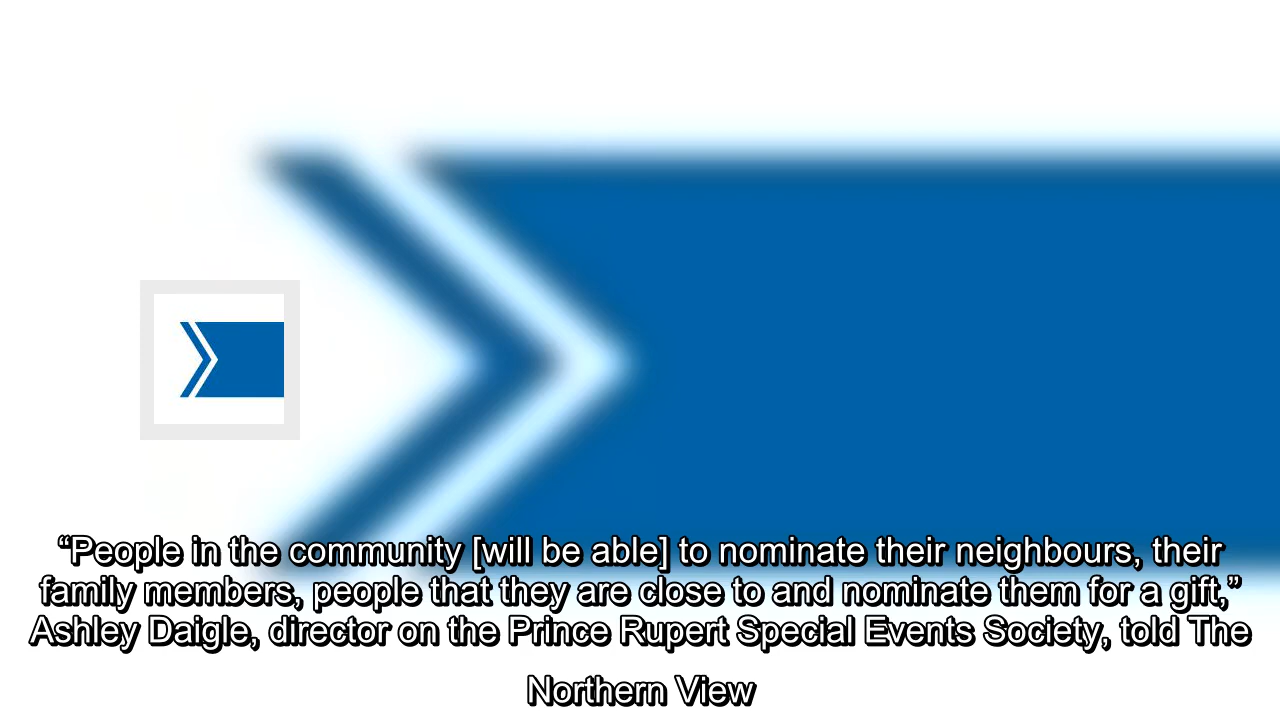 “People in the community [will be able] to nominate their neighbours, their
family members, people that they are close to and nominate them for a gift,”
Ashley Daigle, director on the Prince Rupert Special Events Society, told The
Northern View